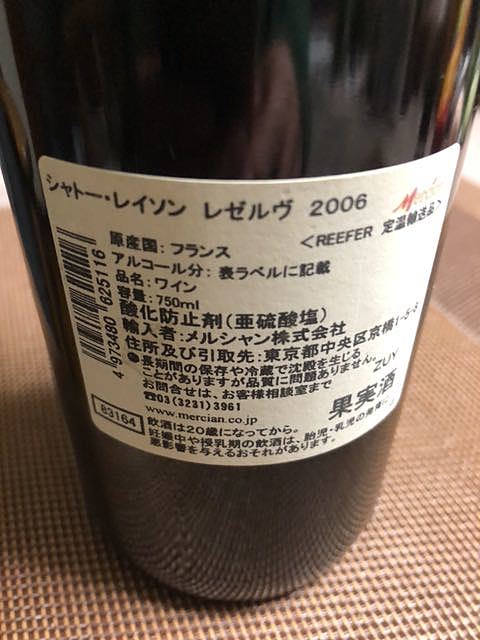 シャトー・レイソン レゼルヴ 2006
Mercian
<REEFER 定温輸送品>
原産国:フランス
アルコール分:表ラベルに記載
品名:ワイン
容量:750ml
酸化防止剤(亜硫酸塩)
輸入者:メルシャン株式会社
住所及び引取先:東京都中央区京橋1-5-8
●長期間の保存や冷蔵で沈殿を生じる
ことがありますが品質に問題ありません。
お問合せは、お客様相談室まで
☎03(3231)3961
www.mercian.co.jp
ZUY
果実酒
83164
4 973480 625116
飲酒は20歳になってから。
妊娠中や授乳期の飲酒は、胎児・乳児の発育に
悪影響を与えるおそれがあります。